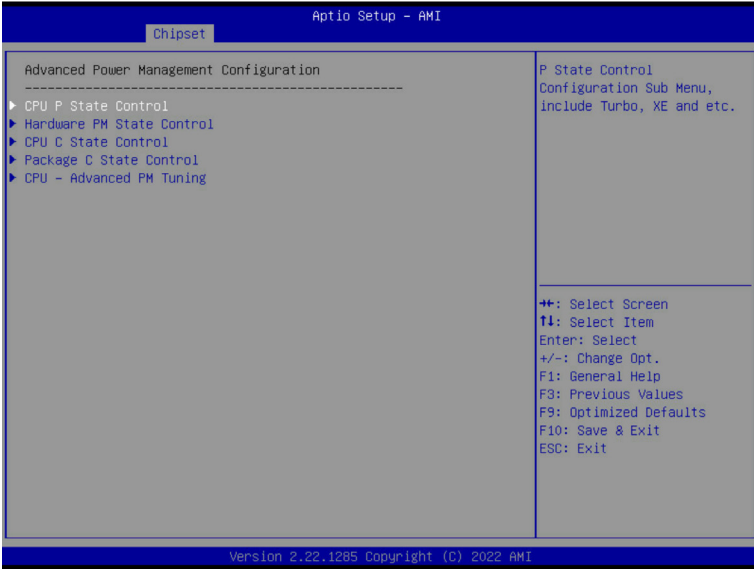 Aptio Setup – AMI
Chipset
Advanced Power Management Configuration
--------------------------------------------------
CPU P State Control
Hardware PM State Control
CPU C State Control
Package C State Control
CPU – Advanced PM Tuning
P State Control
Configuration Sub Menu,
include Turbo, XE and etc.
→←: Select Screen
↑↓: Select Item
Enter: Select
+/-: Change Opt.
F1: General Help
F3: Previous Values
F9: Optimized Defaults
F10: Save & Exit
ESC: Exit
Version 2.22.1285 Copyright (C) 2022 AMI